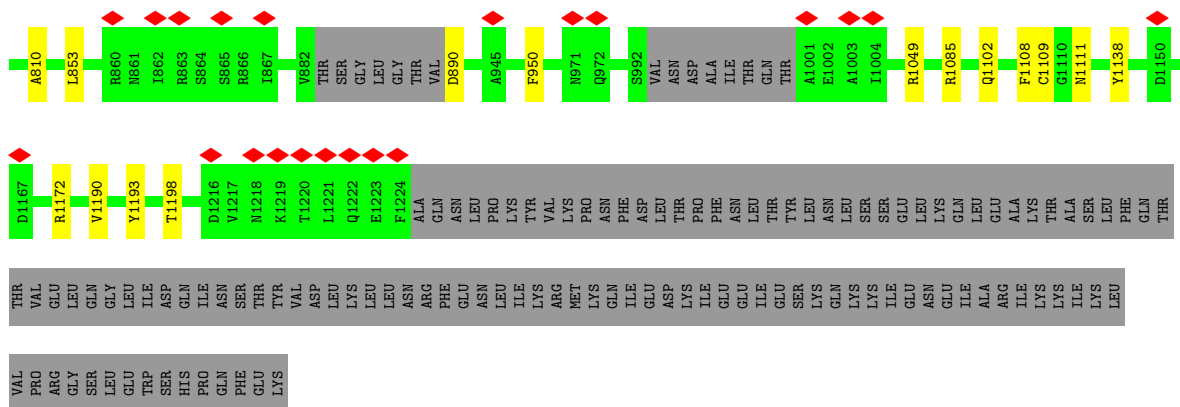 A810 L853 R860 N861 I862 R863 S864 S865 R866 I867 V882 THR SER GLY LEU GLY THR VAL D890 A945 F950 N971 Q972 S992 VAL ASN ASP ALA ILE THR GLN THR A1001 E1002 A1003 I1004 R1049 R1085 Q1102 F1108 C1109 G1110 N1111 Y1138 D1150
D1167 R1172 V1190 Y1193 T1198 D1216 V1217 N1218 K1219 T1220 L1221 Q1222 E1223 F1224 ALA GLN ASN LEU PRO LYS TYR VAL LYS PRO ASN PHE ASP LEU THR PRO PHE ASN LEU THR TYR LEU ASN LEU SER SER GLU LEU LYS GLN LEU GLU ALA LYS THR ALA SER LEU PHE GLN THR
THR VAL GLU LEU GLN GLY LEU ILE ASP GLN ILE ASN SER THR TYR VAL ASP LEU LYS LEU LEU ASN ARG PHE GLU ASN LEU ILE LYS ARG MET LYS GLN ILE GLU ASP LYS ILE GLU GLU ILE GLU SER LYS GLN LYS LYS ILE GLU ASN GLU ILE ALA ARG ILE LYS LYS ILE LYS LEU
VAL PRO ARG GLY SER LEU GLU TRP SER HIS PRO GLN PHE GLU LYS